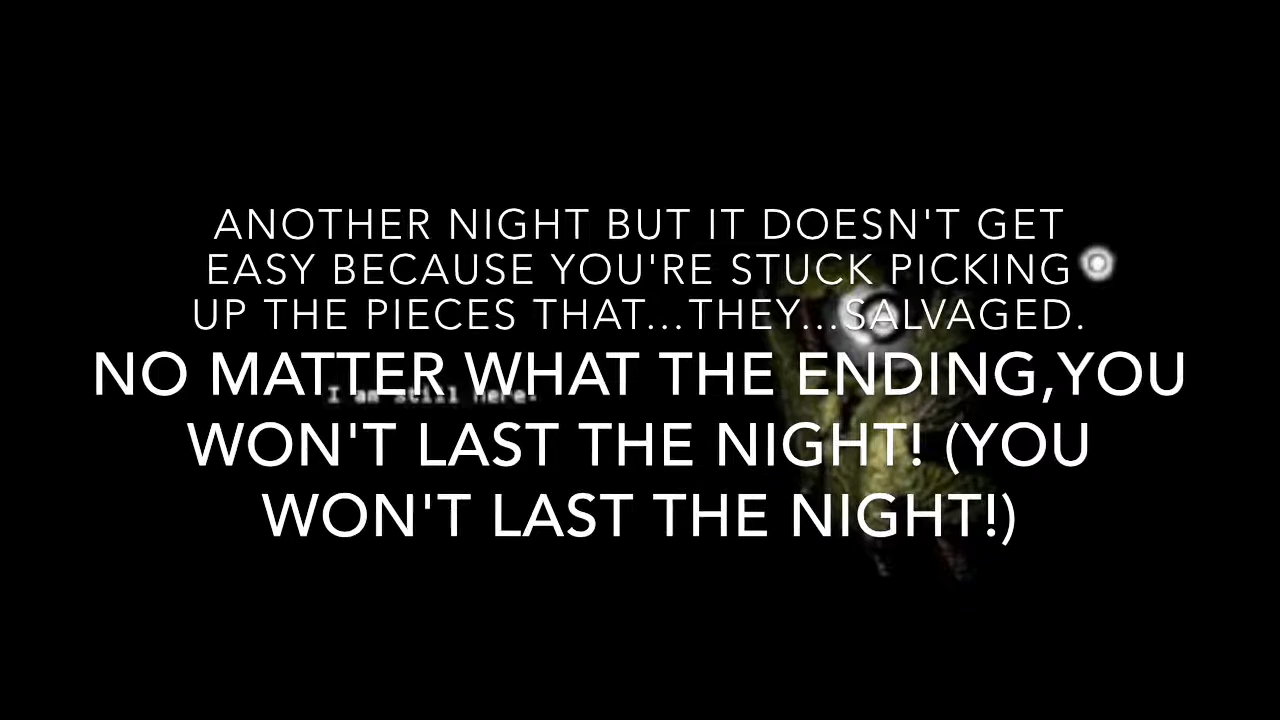 ANOTHER NIGHT BUT IT DOESN'T GET
EASY BECAUSE YOU'RE STUCK PICKING
UP THE PIECES THAT...THEY...SALVAGED.
NO MATTER WHAT THE ENDING,YOU
I am still here.
WON'T LAST THE NIGHT! (YOU
WON'T LAST THE NIGHT!)